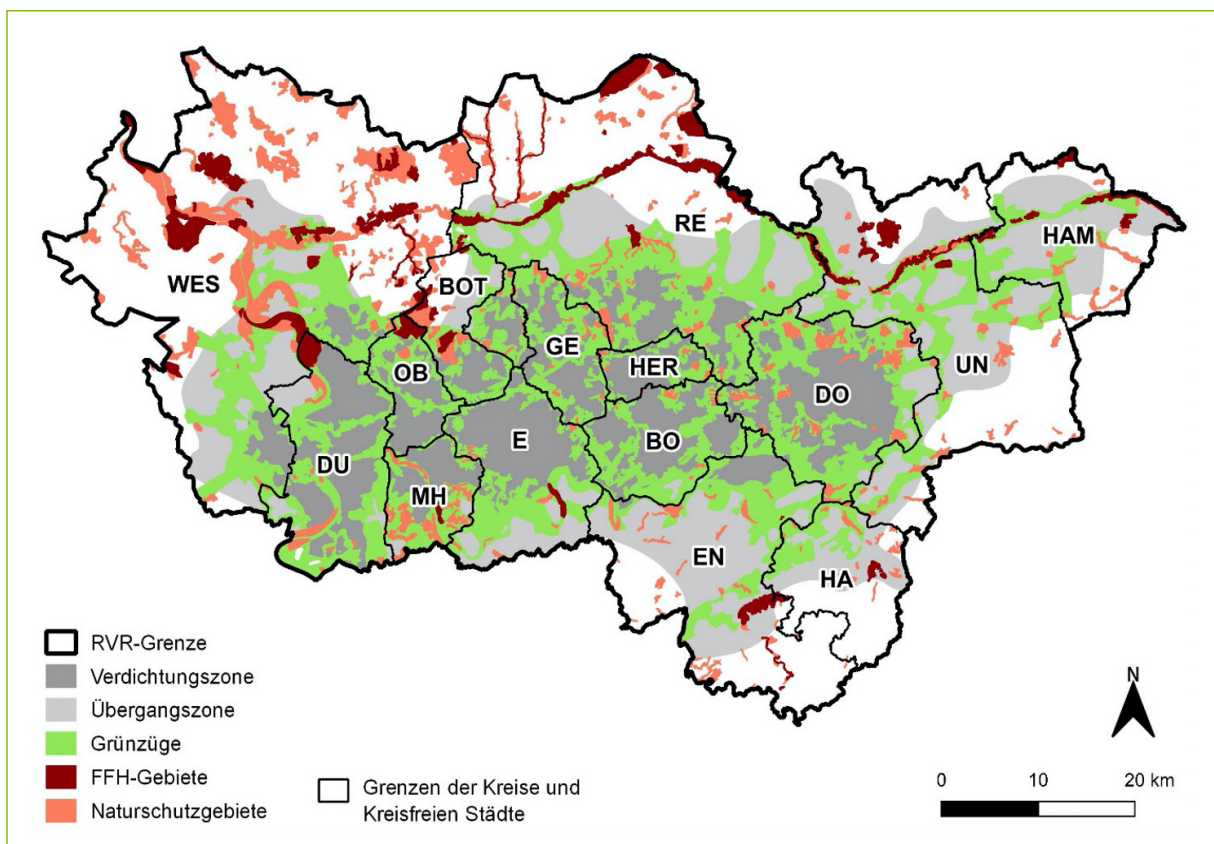 RE
HAM
WES
BOT
GE
UN
OB
HER
DO
E
BO
DU
MH
EN
HA
RVR-Grenze
Verdichtungszone
Übergangszone
Grünzüge
FFH-Gebiete
Naturschutzgebiete
Grenzen der Kreise und
Kreisfreien Städte
N
0 10 20 km